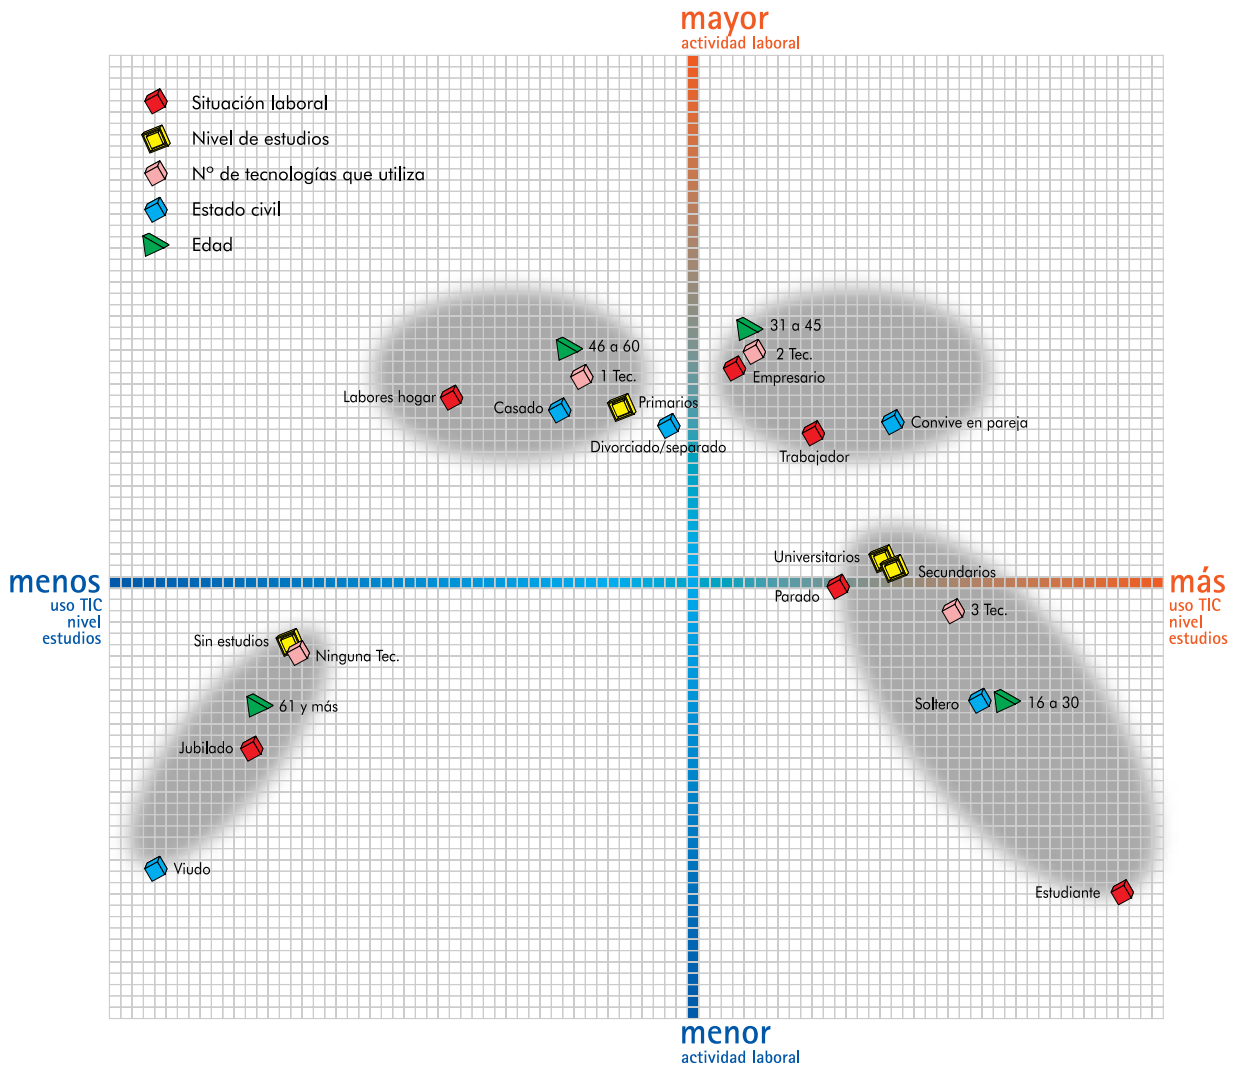 mayor
actividad laboral
Situación laboral
Nivel de estudios
Nº de tecnologías que utiliza
Estado civil
Edad
31 a 45
46 a 60
2 Tec.
1 Tec.
Empresario
Labores hogar
Casado
Primarios
Convive en pareja
Divorciado/separado
Trabajador
Universitarios
Secundarios
menos
uso TIC
nivel
estudios
Parado
más
uso TIC
nivel
estudios
3 Tec.
Sin estudios
Ninguna Tec.
61 y más
Soltero
16 a 30
Jubilado
Viudo
Estudiante
menor
actividad laboral